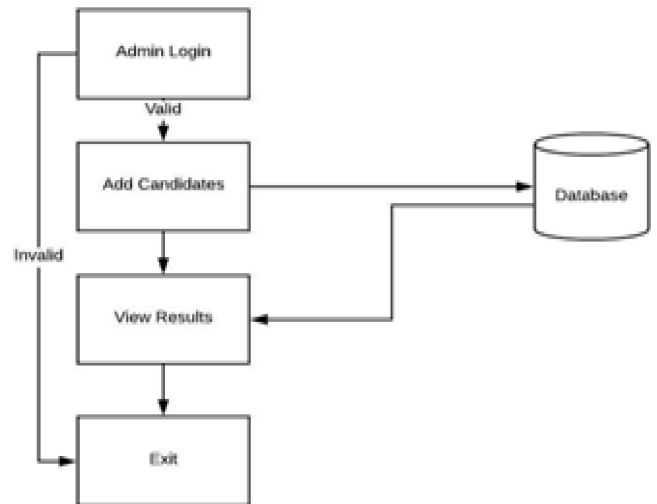 Admin Login
Valid
Add Candidates
Database
Invalid
View Results
Exit